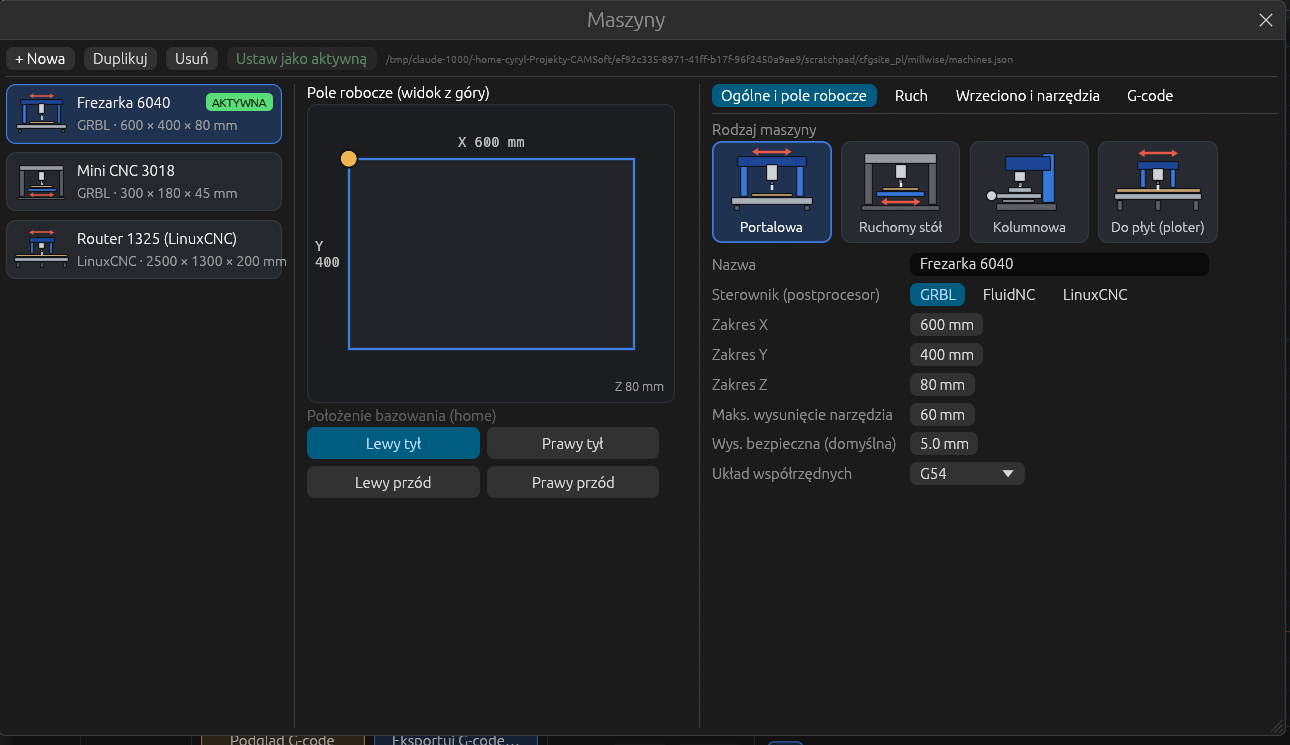 Maszyny
+ Nowa Duplikuj Usuń Ustaw jako aktywną /tmp/claude-1000/-home-cyryl-Projekty-CAMSoft/ef92c335-8971-41ff-b17f-96f2450a9ae9/scratchpad/cfgsite_pl/millwise/machines.json
Frezarka 6040 AKTYWNA
GRBL · 600 × 400 × 80 mm
Mini CNC 3018
GRBL · 300 × 180 × 45 mm
Router 1325 (LinuxCNC)
LinuxCNC · 2500 × 1300 × 200 mm
Pole robocze (widok z góry)
X 600 mm
Y
400
Z 80 mm
Położenie bazowania (home)
Lewy tył Prawy tył
Lewy przód Prawy przód
Ogólne i pole robocze Ruch Wrzeciono i narzędzia G-code
Rodzaj maszyny
Portalowa Ruchomy stół Kolumnowa Do płyt (ploter)
Nazwa Frezarka 6040
Sterownik (postprocesor) GRBL FluidNC LinuxCNC
Zakres X 600 mm
Zakres Y 400 mm
Zakres Z 80 mm
Maks. wysunięcie narzędzia 60 mm
Wys. bezpieczna (domyślna) 5.0 mm
Układ współrzędnych G54
Podgląd G-code Eksportuj G-code...